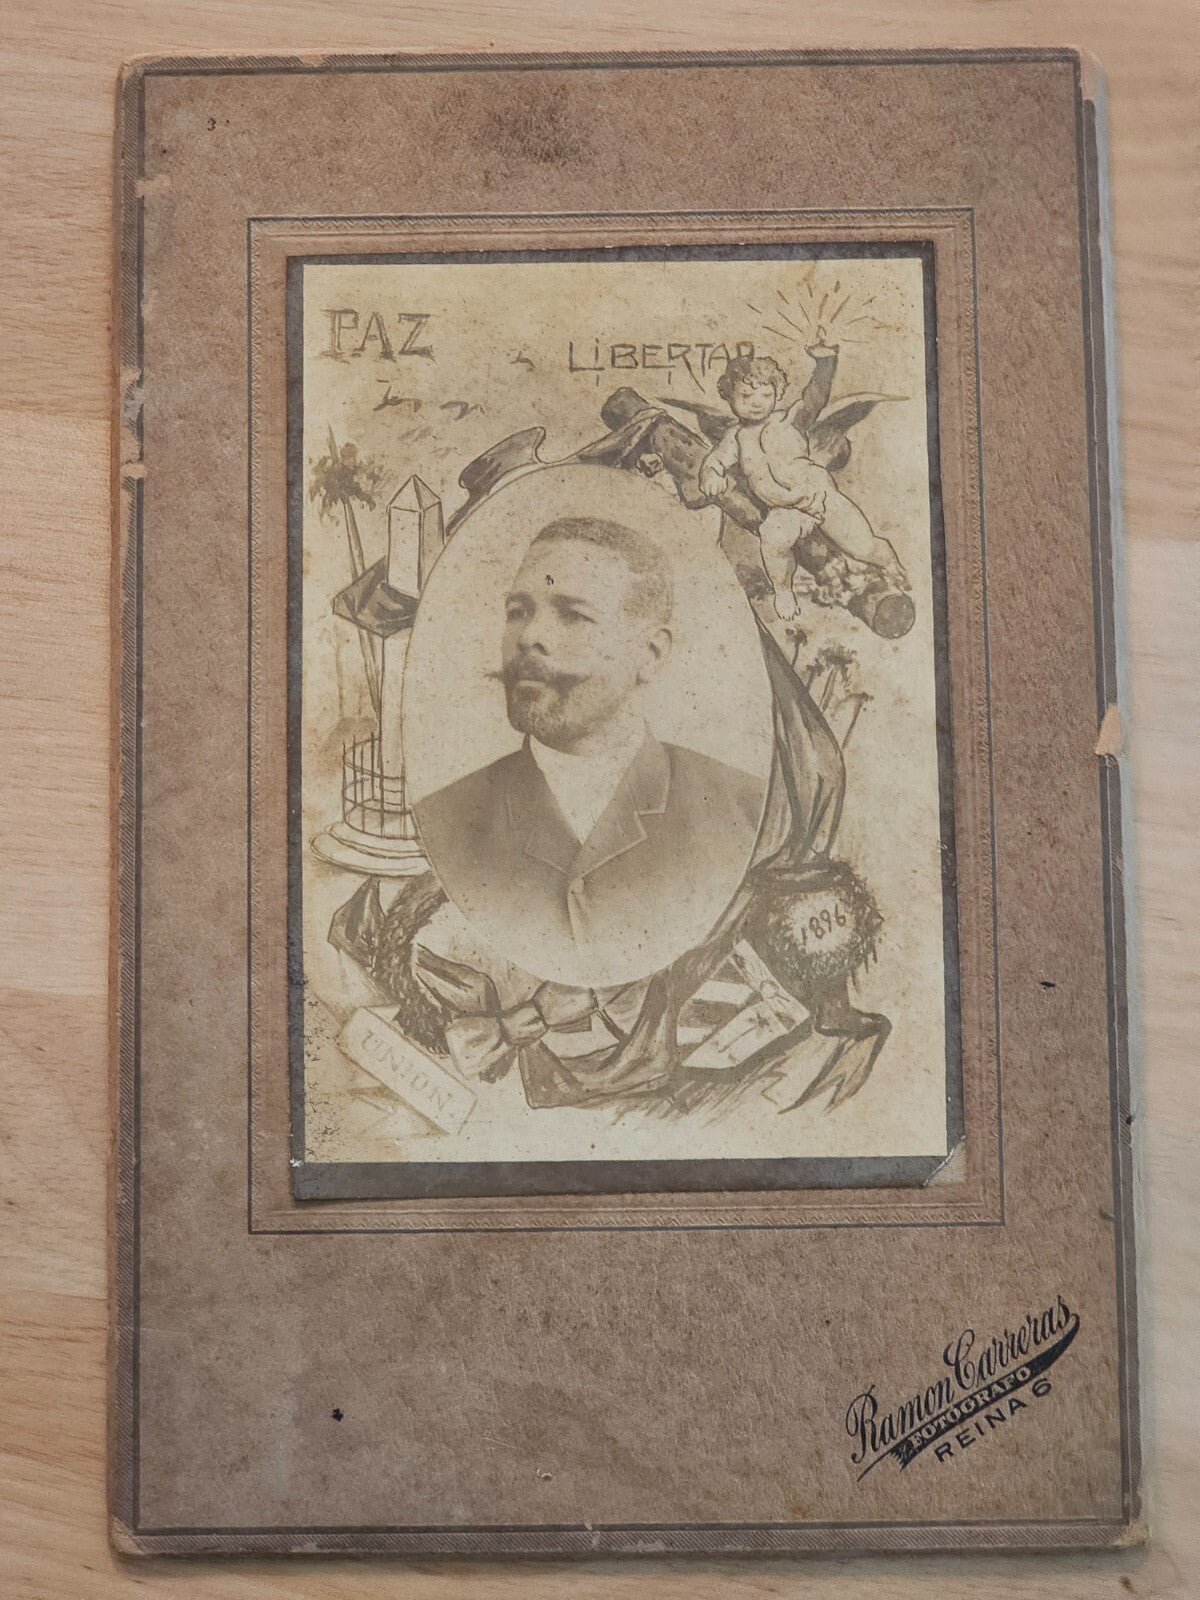 PAZ
LIBERTAD
1896
UNION
Ramon Carreras
FOTOGRAFO
REINA 6